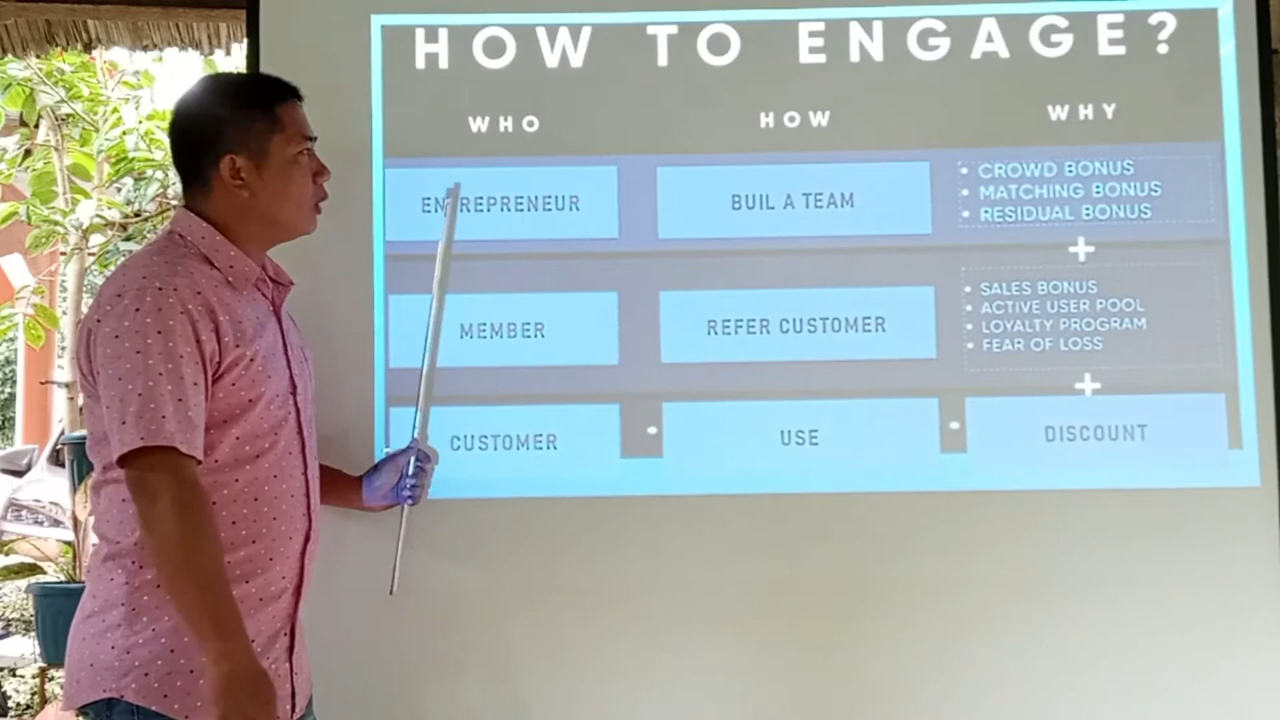 HOW TO ENGAGE?
WHO HOW WHY
ENTREPRENEUR BUIL A TEAM
• CROWD BONUS
• MATCHING BONUS
• RESIDUAL BONUS
+
MEMBER REFER CUSTOMER
• SALES BONUS
• ACTIVE USER POOL
• LOYALTY PROGRAM
• FEAR OF LOSS
+
CUSTOMER USE DISCOUNT